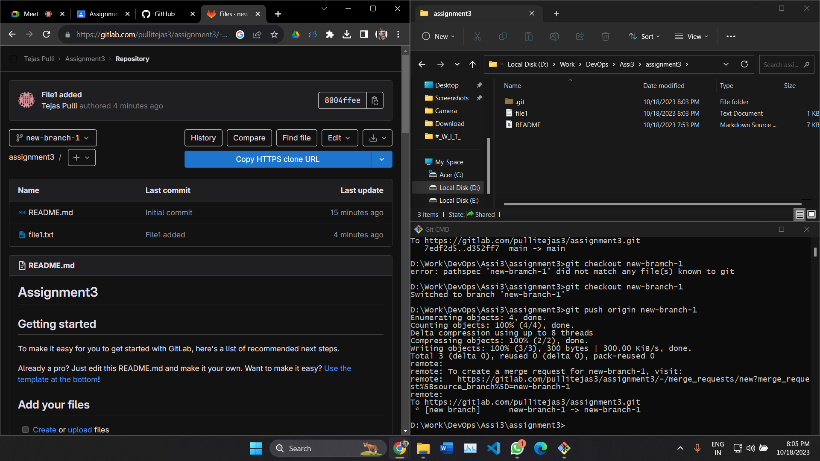 Meet
Assignme
GitHub
Files · new-
https://gitlab.com/pullitejas/assignment3/-...
Tejas Pulli › Assignment3 › Repository
File1 added
Tejas Pulli authored 4 minutes ago
8804ffee
new-branch-1
History
Compare
Find file
Edit
assignment3 / +
Copy HTTPS clone URL
Name Last commit Last update
README.md Initial commit 15 minutes ago
file1.txt File1 added 4 minutes ago
README.md
Assignment3
Getting started
To make it easy for you to get started with GitLab, here's a list of recommended next steps.
Already a pro? Just edit this README.md and make it your own. Want to make it easy? Use the
template at the bottom!
Add your files
Create or upload files
assignment3
New
Sort
View
Local Disk (D:) › Work › DevOps › Assi3 › assignment3 ›
Search assi...
Desktop
Screenshots
Camera
Download
#_W_I_T_
My Space
Acer (C:)
Local Disk (D:)
Local Disk (E:)
Name Date modified Type Size
.git 10/18/2023 8:03 PM File folder
file1 10/18/2023 8:03 PM Text Document 1 KB
README 10/18/2023 7:53 PM Markdown Source ... 7 KB
3 items State: Shared
Git CMD
To https://gitlab.com/pullitejas/assignment3.git
7edf2d5..d352ff7 main -> main
D:\Work\DevOps\Assi3\assignment3>git checkout new-bramch-1
error: pathspec 'new-bramch-1' did not match any file(s) known to git
D:\Work\DevOps\Assi3\assignment3>git checkout new-branch-1
Switched to branch 'new-branch-1'
D:\Work\DevOps\Assi3\assignment3>git push origin new-branch-1
Enumerating objects: 4, done.
Counting objects: 100% (4/4), done.
Delta compression using up to 8 threads
Compressing objects: 100% (2/2), done.
Writing objects: 100% (3/3), 300 bytes | 300.00 KiB/s, done.
Total 3 (delta 0), reused 0 (delta 0), pack-reused 0
remote:
remote: To create a merge request for new-branch-1, visit:
remote:   https://gitlab.com/pullitejas/assignment3/-/merge_requests/new?merge_reque
st%5Bsource_branch%5D=new-branch-1
remote:
To https://gitlab.com/pullitejas/assignment3.git
* [new branch] new-branch-1 -> new-branch-1
D:\Work\DevOps\Assi3\assignment3>
Search
ENG
IN
8:05 PM
10/18/2023